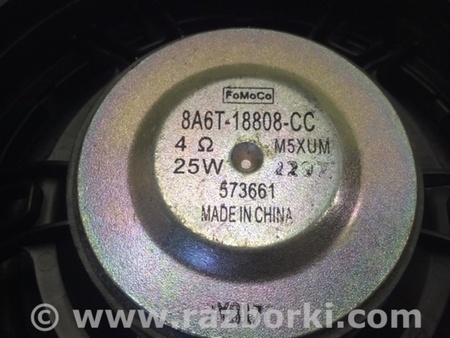 FoMoCo
8A6T-18808-CC
4 Ω M5XUM
25W
573661
MADE IN CHINA
© www.razborki.com